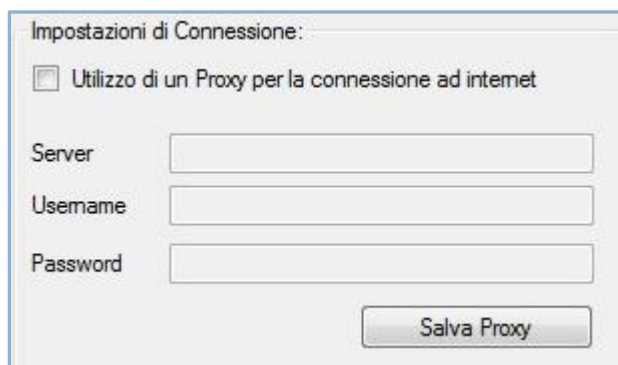 Impostazioni di Connessione:
Utilizzo di un Proxy per la connessione ad internet
Server
Username
Password
Salva Proxy